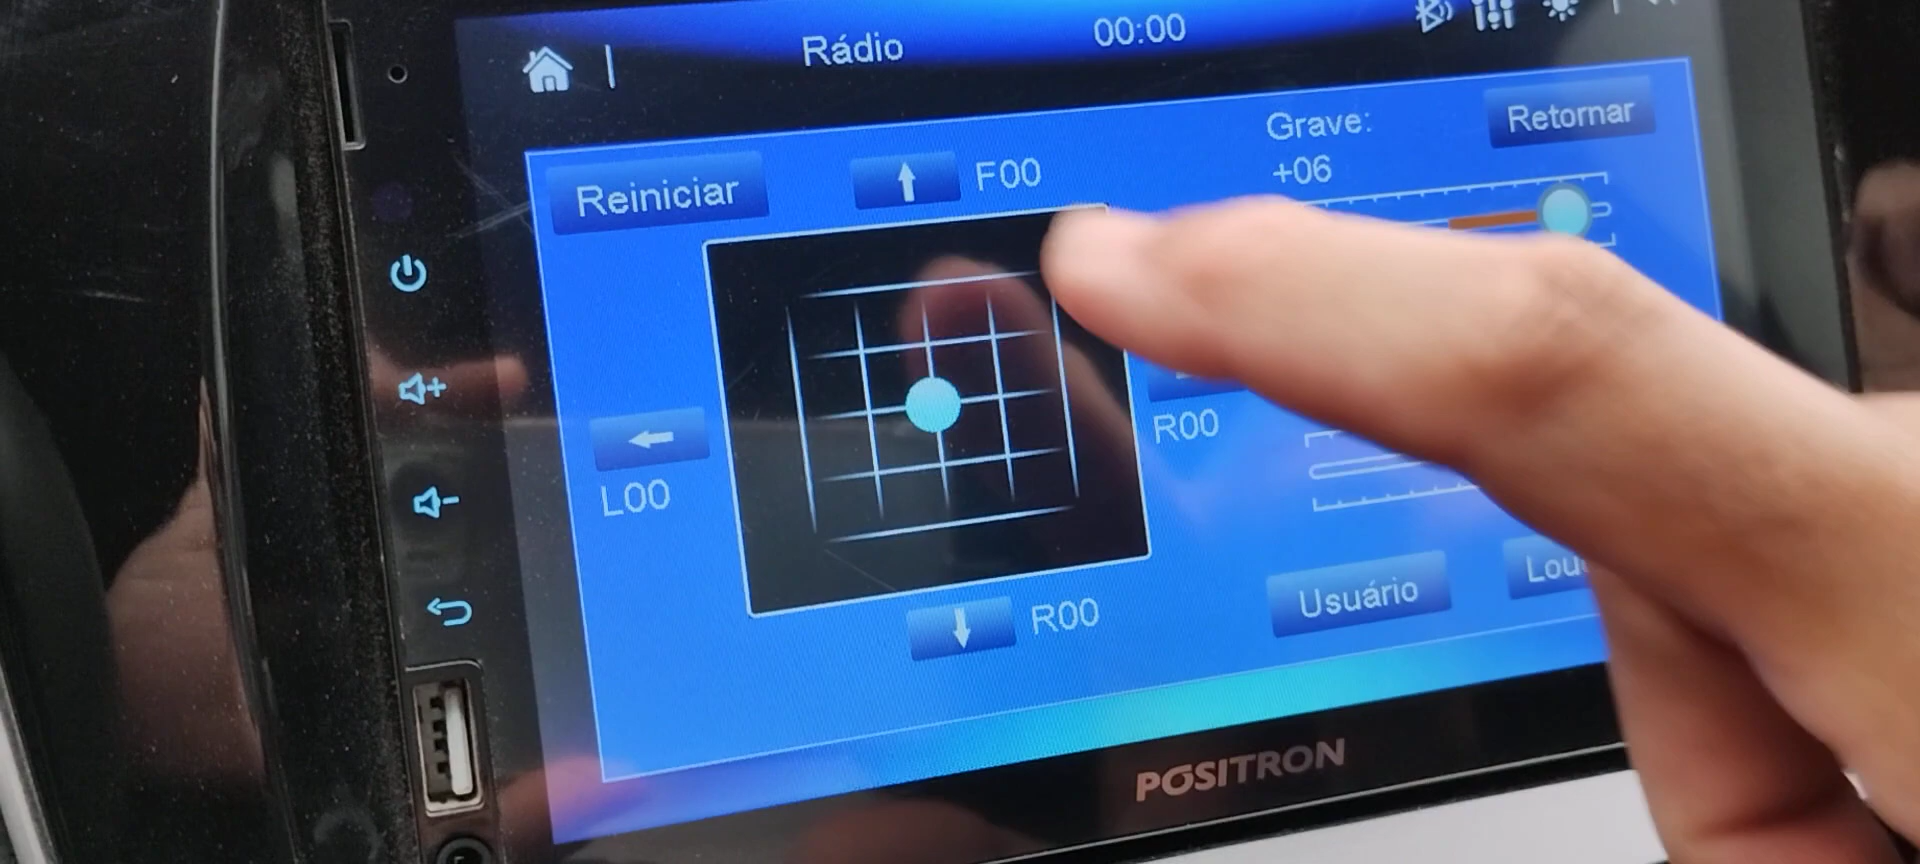 Rádio
00:00
Reiniciar
F00
Grave:
+06
Retornar
L00
R00
R00
Usuário
POSITRON